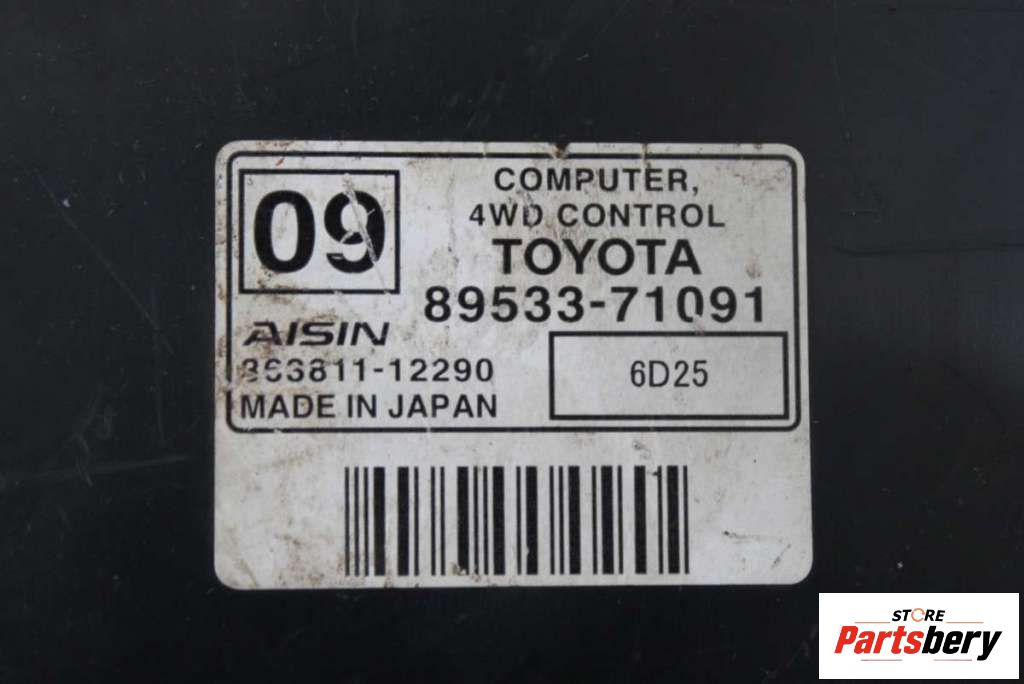 09
COMPUTER,
4WD CONTROL
TOYOTA
89533-71091
AISIN
6D25
MADE IN JAPAN
STORE
Partsbery